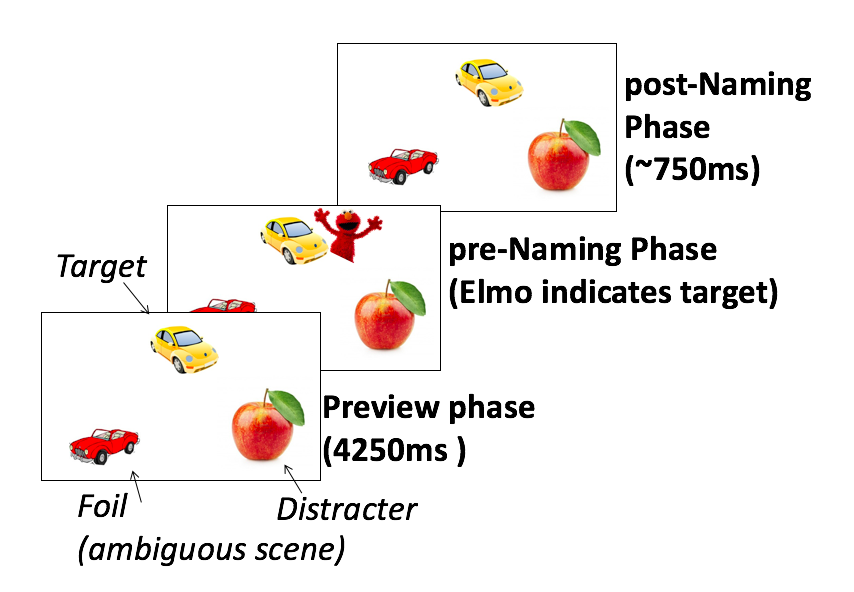 post-Naming
Phase
(~750ms)
pre-Naming Phase
(Elmo indicates target)
Target
Preview phase
(4250ms )
Foil
(ambiguous scene)
Distracter